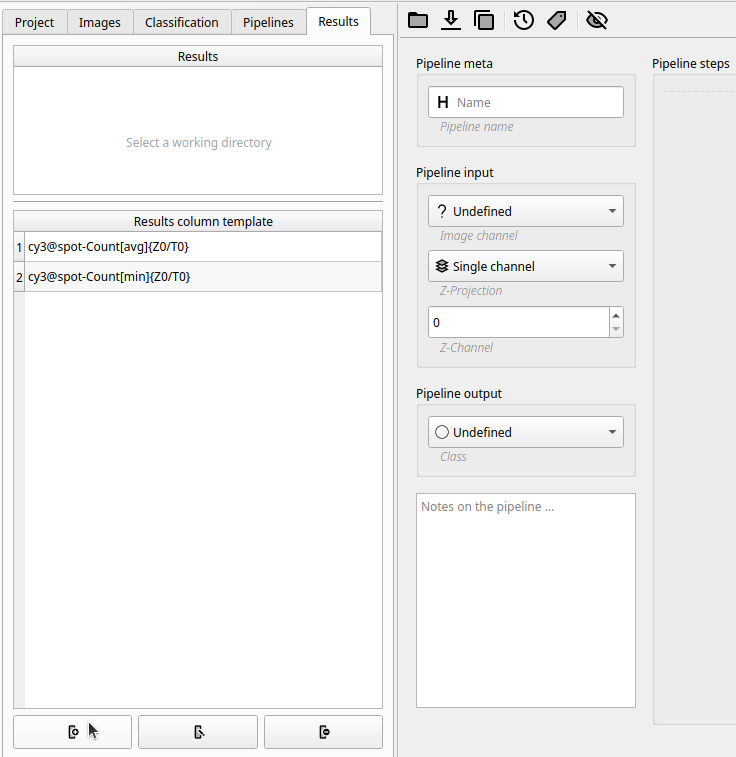 Project
Images
Classification
Pipelines
Results
Results
Select a working directory
Results column template
1 cy3@spot-Count[avg]{Z0/T0}
2 cy3@spot-Count[min]{Z0/T0}
Pipeline meta
Name
Pipeline name
Pipeline input
Undefined
Image channel
Single channel
Z-Projection
0
Z-Channel
Pipeline output
Undefined
Class
Notes on the pipeline ...
Pipeline steps